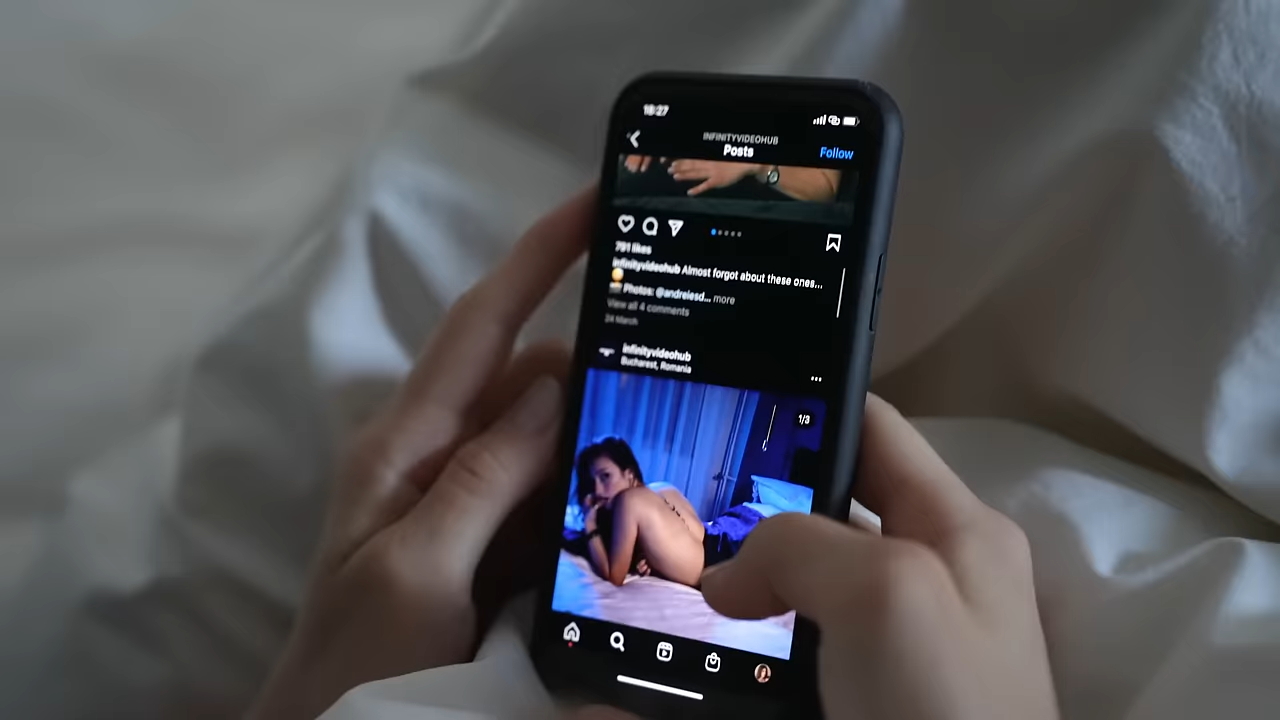 18:27
INFINITYVIDEOHUB
Posts
Follow
791 likes
infinityvideohub Almost forgot about these ones...
Photos: @andreiesd... more
View all 4 comments
24 March
infinityvideohub
Bucharest, Romania
1/3